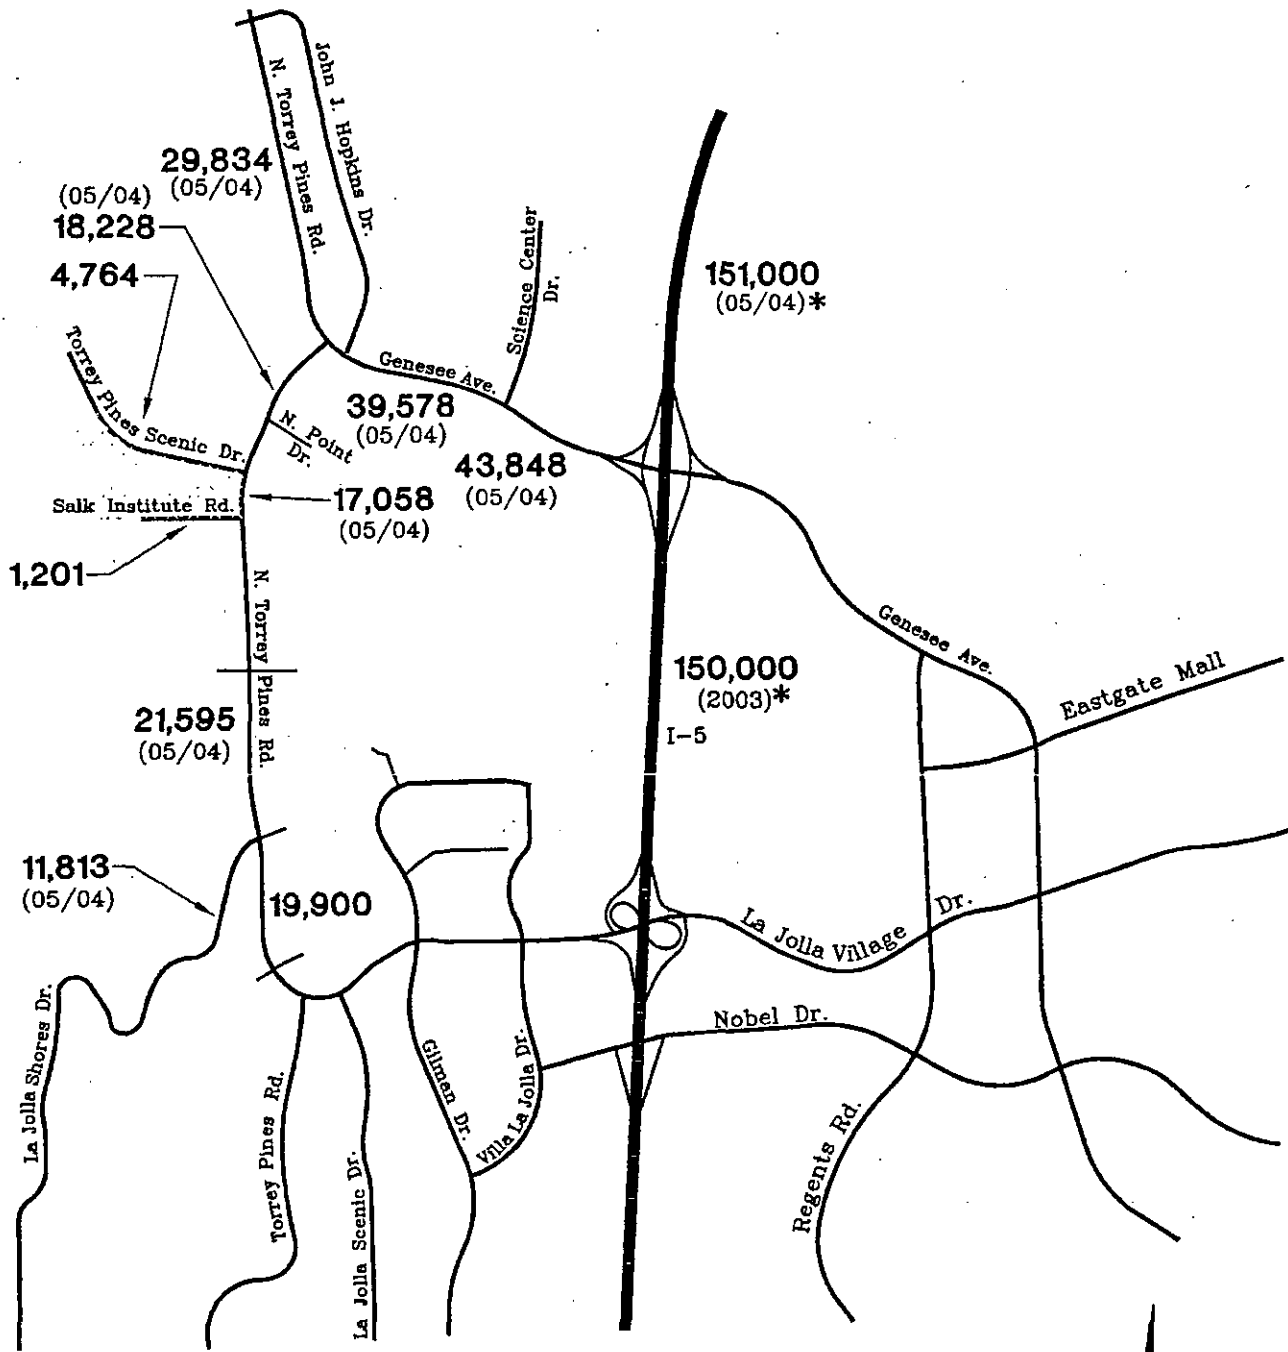 John J. Hopkins Dr.
N. Torrey Pines Rd.
29,834
(05/04)
(05/04)
18,228
4,764
Science Center
Dr.
151,000
(05/04)*
Torrey Pines Scenic Dr.
Genesee Ave.
39,578
(05/04)
N. Point
Dr.
43,848
(05/04)
Salk Institute Rd.
17,058
(05/04)
1,201
N. Torrey Pines Rd.
Genesee Ave.
150,000
(2003)*
I-5
Eastgate Mall
21,595
(05/04)
11,813
(05/04)
19,900
La Jolla Village Dr.
Nobel Dr.
La Jolla Shores Dr.
Gilman Dr.
Villa La Jolla Dr.
Torrey Pines Rd.
La Jolla Scenic Dr.
Regents Rd.